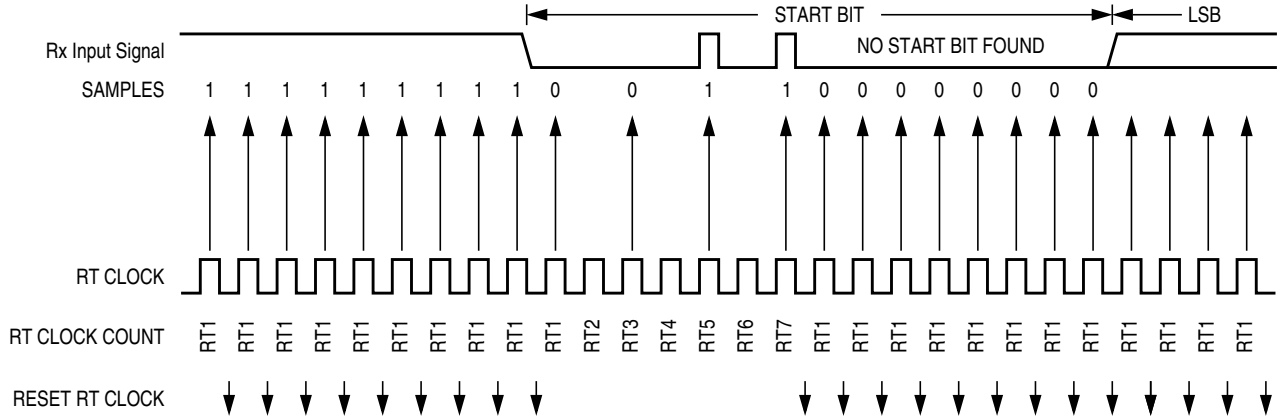 START BIT LSB
Rx Input Signal NO START BIT FOUND
SAMPLES 1 1 1 1 1 1 1 1 1 0 0 1 1 0 0 0 0 0 0 0 0
RT CLOCK
RT CLOCK COUNT RT1 RT1 RT1 RT1 RT1 RT1 RT1 RT1 RT1 RT1 RT2 RT3 RT4 RT5 RT6 RT7 RT1 RT1 RT1 RT1 RT1 RT1 RT1 RT1 RT1 RT1 RT1 RT1
RESET RT CLOCK